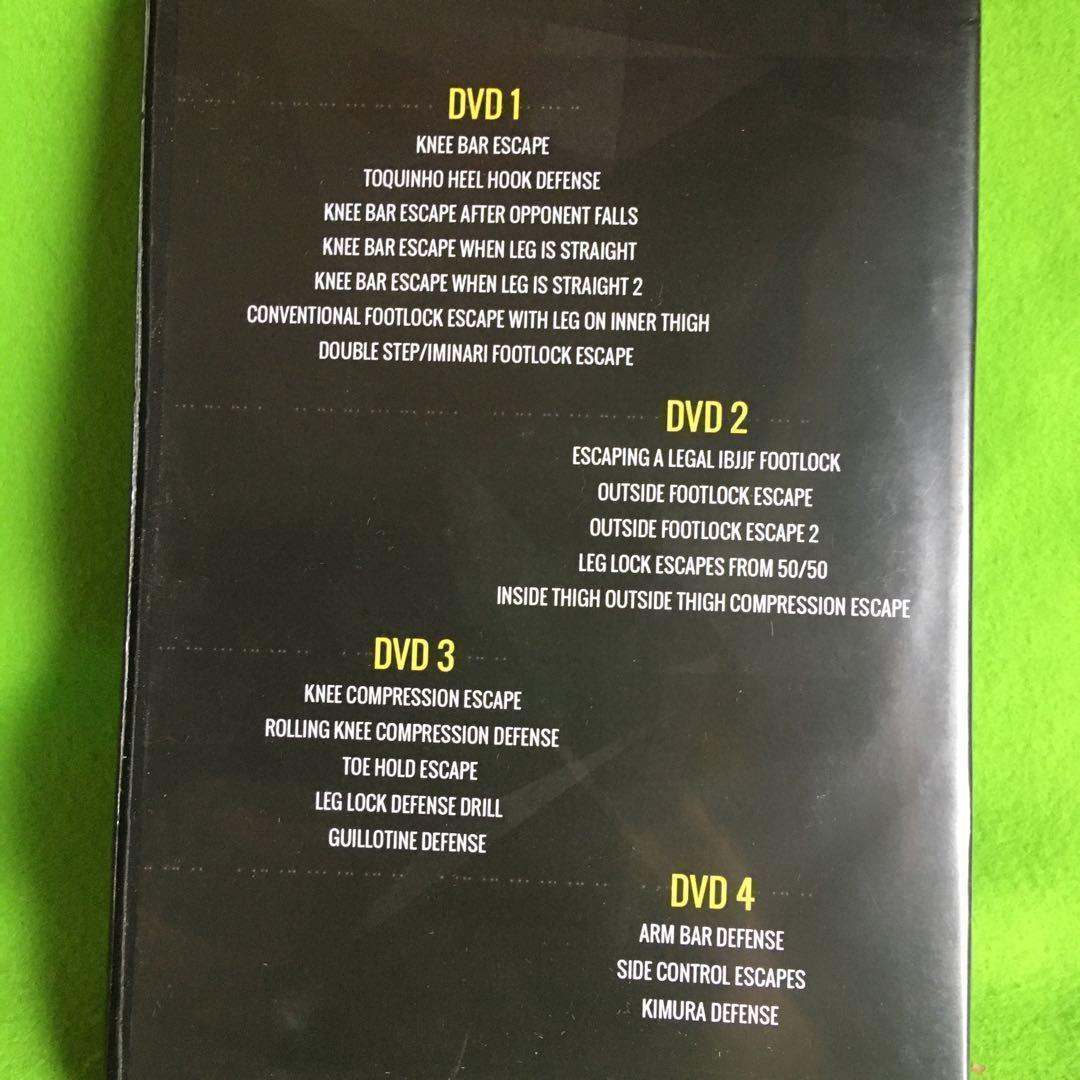 DVD 1
KNEE BAR ESCAPE
TOQUINHO HEEL HOOK DEFENSE
KNEE BAR ESCAPE AFTER OPPONENT FALLS
KNEE BAR ESCAPE WHEN LEG IS STRAIGHT
KNEE BAR ESCAPE WHEN LEG IS STRAIGHT 2
CONVENTIONAL FOOTLOCK ESCAPE WITH LEG ON INNER THIGH
DOUBLE STEP/IMINARI FOOTLOCK ESCAPE
DVD 2
ESCAPING A LEGAL IBJJF FOOTLOCK
OUTSIDE FOOTLOCK ESCAPE
OUTSIDE FOOTLOCK ESCAPE 2
LEG LOCK ESCAPES FROM 50/50
INSIDE THIGH OUTSIDE THIGH COMPRESSION ESCAPE
DVD 3
KNEE COMPRESSION ESCAPE
ROLLING KNEE COMPRESSION DEFENSE
TOE HOLD ESCAPE
LEG LOCK DEFENSE DRILL
GUILLOTINE DEFENSE
DVD 4
ARM BAR DEFENSE
SIDE CONTROL ESCAPES
KIMURA DEFENSE